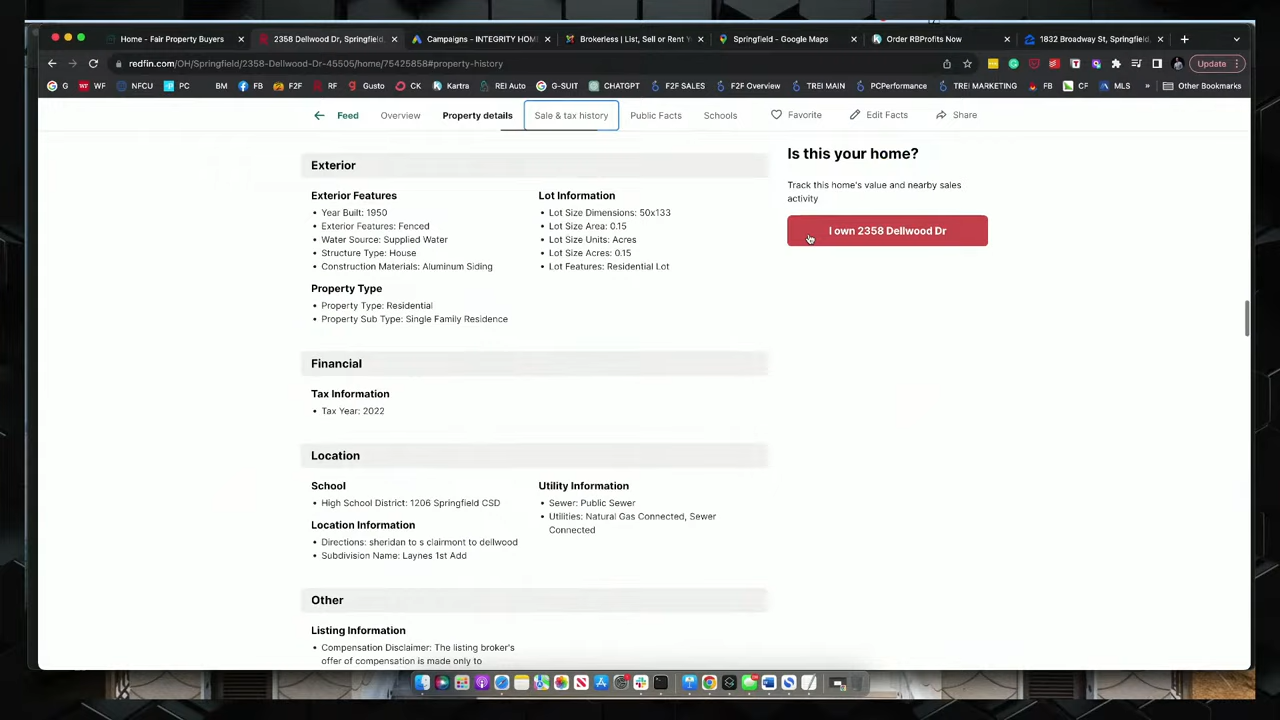 Home - Fair Property Buyers
2358 Dellwood Dr, Springfield,
Campaigns - INTEGRITY HOM
Brokerless | List, Sell or Rent Y
Springfield - Google Maps
Order RBProfits Now
1832 Broadway St, Springfield,
redfin.com/OH/Springfield/2358-Dellwood-Dr-45505/home/75425858#property-history
Update
G
WF
NFCU
PC
BM
FB
F2F
RF
Gusto
CK
Kartra
REI Auto
G-SUIT
CHATGPT
F2F SALES
F2F Overview
TREI MAIN
PCPerformance
TREI MARKETING
FB
CF
MLS
»
Other Bookmarks
Feed
Overview
Property details
Sale & tax history
Public Facts
Schools
Favorite
Edit Facts
Share
Exterior
Exterior Features
• Year Built: 1950
• Exterior Features: Fenced
• Water Source: Supplied Water
• Structure Type: House
• Construction Materials: Aluminum Siding
Property Type
• Property Type: Residential
• Property Sub Type: Single Family Residence
Lot Information
• Lot Size Dimensions: 50x133
• Lot Size Area: 0.15
• Lot Size Units: Acres
• Lot Size Acres: 0.15
• Lot Features: Residential Lot
Is this your home?
Track this home's value and nearby sales
activity
I own 2358 Dellwood Dr
Financial
Tax Information
• Tax Year: 2022
Location
School
• High School District: 1206 Springfield CSD
Location Information
• Directions: sheridan to s clairmont to dellwood
• Subdivision Name: Laynes 1st Add
Utility Information
• Sewer: Public Sewer
• Utilities: Natural Gas Connected, Sewer
Connected
Other
Listing Information
• Compensation Disclaimer: The listing broker's
offer of compensation is made only to